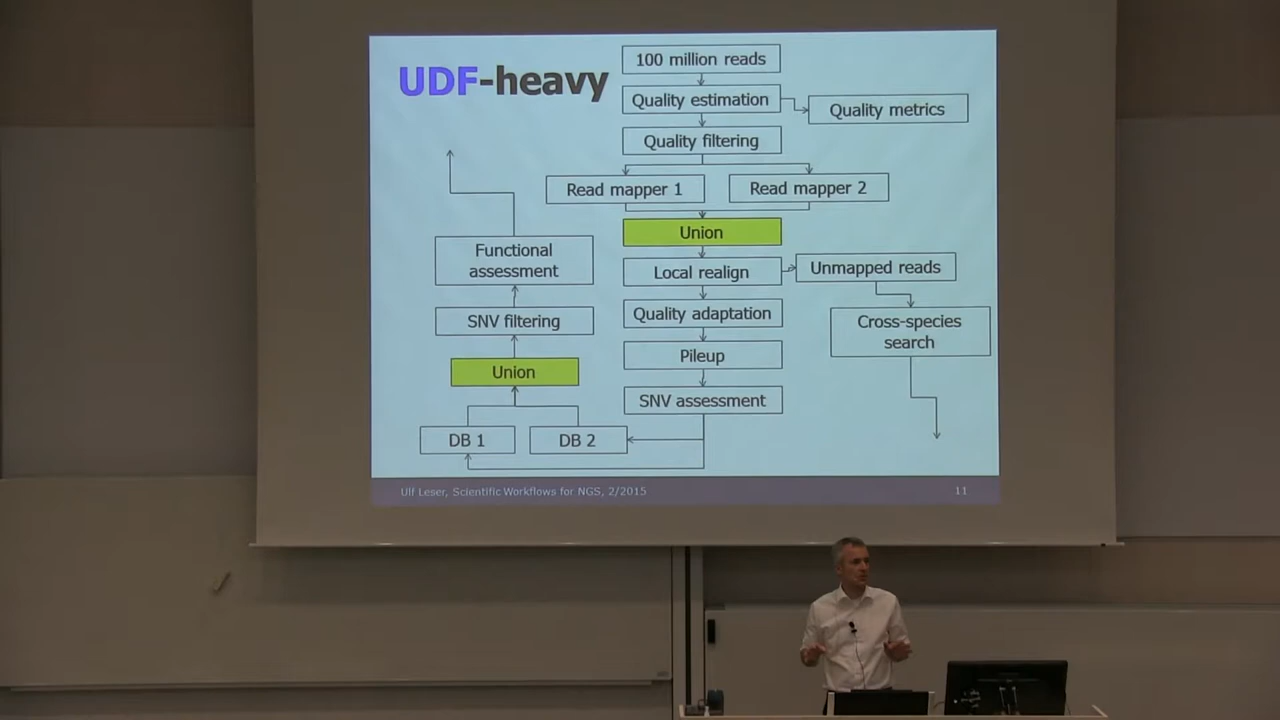 UDF-heavy
100 million reads
Quality estimation
Quality metrics
Quality filtering
Read mapper 1
Read mapper 2
Union
Functional
assessment
Local realign
Unmapped reads
SNV filtering
Quality adaptation
Cross-species
search
Union
Pileup
SNV assessment
DB 1
DB 2
Ulf Leser, Scientific Workflows for NGS, 2/2015
11